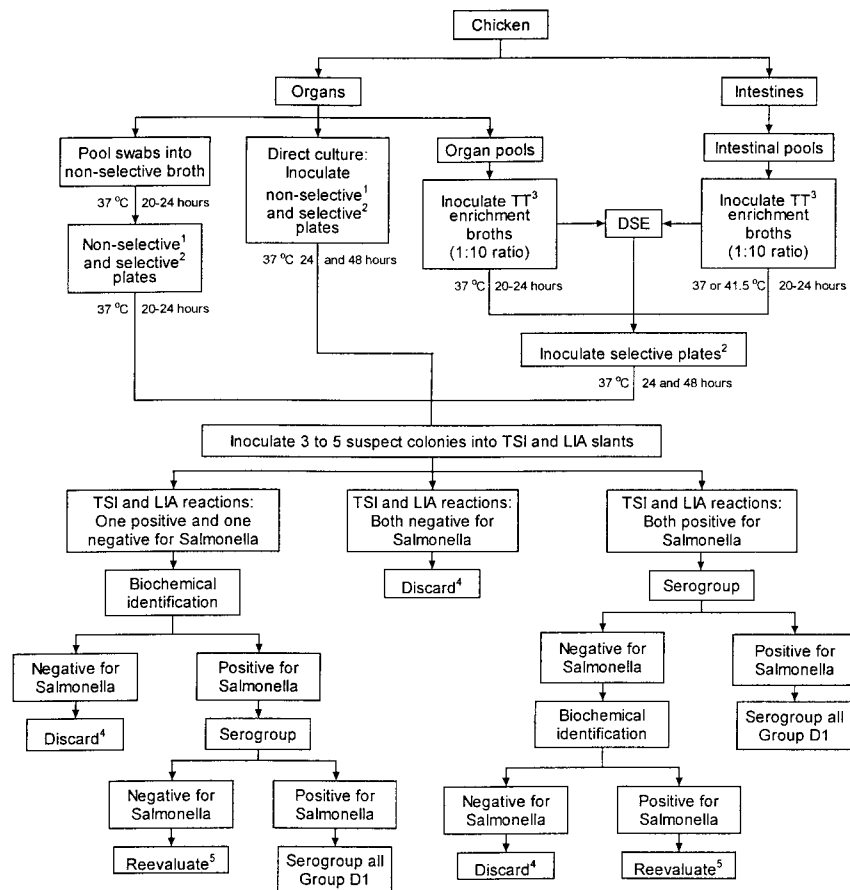 Chicken
Organs
Intestines
Pool swabs into
non-selective broth
Direct culture:
Inoculate
non-selective¹
and selective²
plates
Organ pools
Intestinal pools
Inoculate TT³
enrichment
broths
(1:10 ratio)
DSE
Inoculate TT³
enrichment
broths
(1:10 ratio)
37 °C 20-24 hours
Non-selective¹
and selective²
plates
37 °C 24 and 48 hours
37 °C 20-24 hours
37 or 41.5 °C 20-24 hours
37 °C 20-24 hours
Inoculate selective plates²
37 °C 24 and 48 hours
Inoculate 3 to 5 suspect colonies into TSI and LIA slants
TSI and LIA reactions:
One positive and one
negative for Salmonella
TSI and LIA reactions:
Both negative for
Salmonella
TSI and LIA reactions:
Both positive for
Salmonella
Biochemical
identification
Discard⁴
Serogroup
Negative for
Salmonella
Positive for
Salmonella
Negative for
Salmonella
Positive for
Salmonella
Discard⁴
Serogroup
Biochemical
identification
Serogroup all
Group D1
Negative for
Salmonella
Positive for
Salmonella
Negative for
Salmonella
Positive for
Salmonella
Reevaluate⁵
Serogroup all
Group D1
Discard⁴
Reevaluate⁵